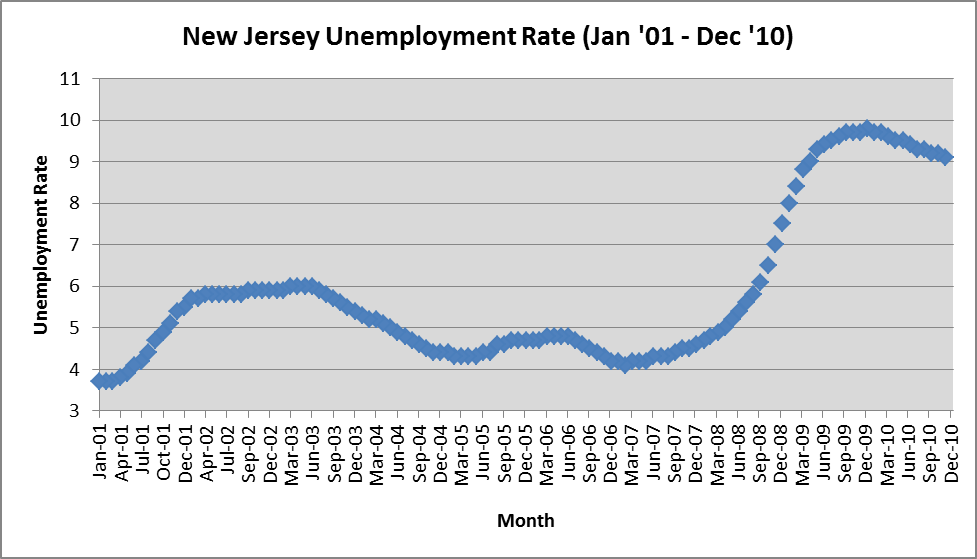 New Jersey Unemployment Rate (Jan '01 - Dec '10)
Unemployment Rate
11
10
9
8
7
6
5
4
3
Jan-01
Apr-01
Jul-01
Oct-01
Dec-01
Apr-02
Jul-02
Sep-02
Dec-02
Mar-03
Jun-03
Sep-03
Dec-03
Mar-04
Jun-04
Sep-04
Dec-04
Mar-05
Jun-05
Sep-05
Dec-05
Mar-06
Jun-06
Sep-06
Dec-06
Mar-07
Jun-07
Sep-07
Dec-07
Mar-08
Jun-08
Sep-08
Dec-08
Mar-09
Jun-09
Sep-09
Dec-09
Mar-10
Jun-10
Sep-10
Dec-10
Month